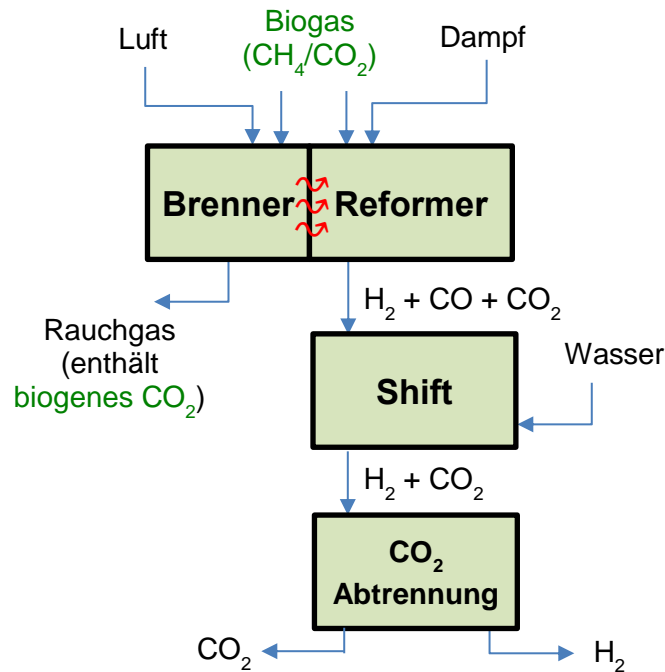 Luft
Biogas
(CH₄/CO₂)
Dampf
Brenner
Reformer
H₂ + CO + CO₂
Rauchgas
(enthält
biogenes CO₂)
Wasser
Shift
H₂ + CO₂
CO₂
Abtrennung
CO₂
H₂